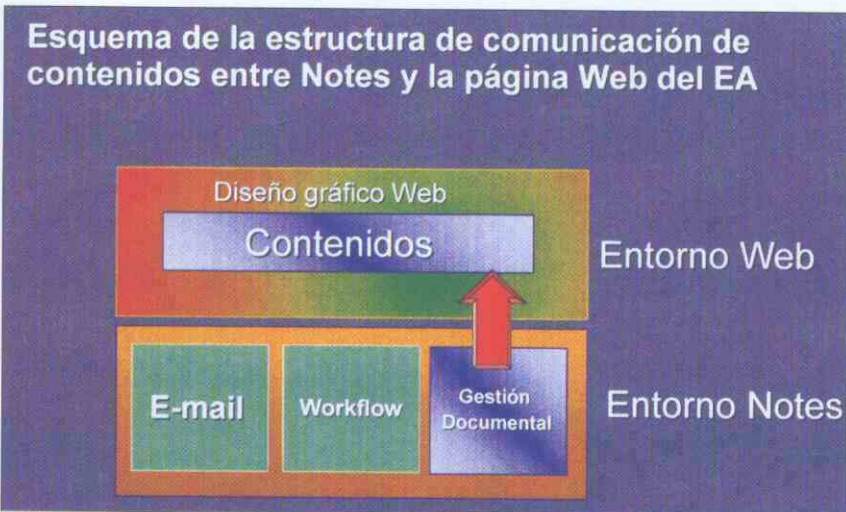 Esquema de la estructura de comunicación de
contenidos entre Notes y la página Web del EA
Diseño gráfico Web
Contenidos
Entorno Web
E-mail
Workflow
Gestión
Documental
Entorno Notes